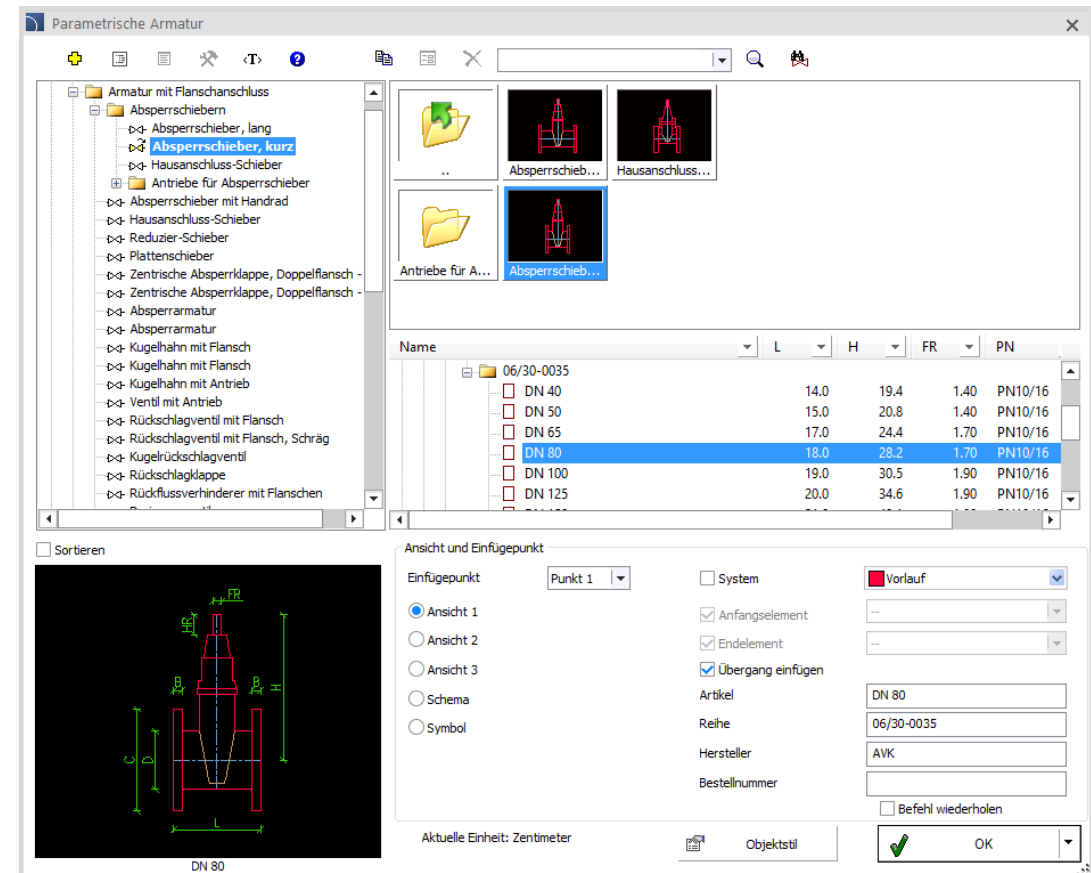 Parametrische Armatur
<T>
Armatur mit Flanschanschluss
Absperrschiebern
Absperrschieber, lang
Absperrschieber, kurz
Hausanschluss-Schieber
Antriebe für Absperrschieber
Absperrschieber mit Handrad
Hausanschluss-Schieber
Reduzier-Schieber
Plattenschieber
Zentrische Absperrklappe, Doppelflansch -
Zentrische Absperrklappe, Doppelflansch -
Absperrarmatur
Absperrarmatur
Kugelhahn mit Flansch
Kugelhahn mit Flansch
Kugelhahn mit Antrieb
Ventil mit Antrieb
Rückschlagventil mit Flansch
Rückschlagventil mit Flansch, Schräg
Kugelrückschlagventil
Rückschlagklappe
Rückflussverhinderer mit Flanschen
.. Absperrschieb... Hausanschluss...
Antriebe für A... Absperrschieb...
Name L H FR PN
06/30-0035
DN 40 14.0 19.4 1.40 PN10/16
DN 50 15.0 20.8 1.40 PN10/16
DN 65 17.0 24.4 1.70 PN10/16
DN 80 18.0 28.2 1.70 PN10/16
DN 100 19.0 30.5 1.90 PN10/16
DN 125 20.0 34.6 1.90 PN10/16
Sortieren
FR
HR
B B H
C D
L
DN 80
Ansicht und Einfügepunkt
Einfügepunkt Punkt 1
Ansicht 1
Ansicht 2
Ansicht 3
Schema
Symbol
System Vorlauf
Anfangselement --
Endelement --
Übergang einfügen
Artikel DN 80
Reihe 06/30-0035
Hersteller AVK
Bestellnummer
Befehl wiederholen
Aktuelle Einheit: Zentimeter
Objektstil
OK